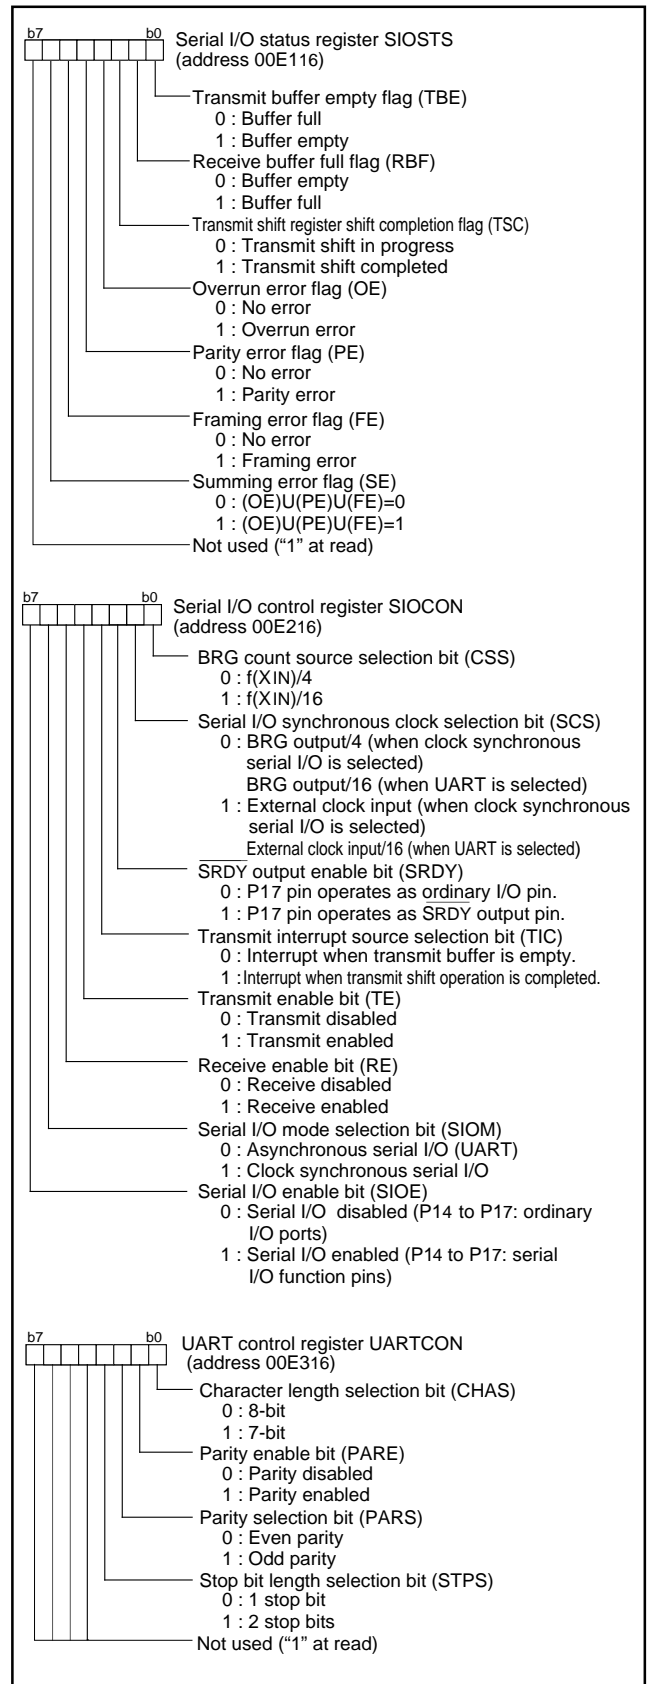 b7 b0 Serial I/O status register SIOSTS
(address 00E116)
Transmit buffer empty flag (TBE)
0 : Buffer full
1 : Buffer empty
Receive buffer full flag (RBF)
0 : Buffer empty
1 : Buffer full
Transmit shift register shift completion flag (TSC)
0 : Transmit shift in progress
1 : Transmit shift completed
Overrun error flag (OE)
0 : No error
1 : Overrun error
Parity error flag (PE)
0 : No error
1 : Parity error
Framing error flag (FE)
0 : No error
1 : Framing error
Summing error flag (SE)
0 : (OE)U(PE)U(FE)=0
1 : (OE)U(PE)U(FE)=1
Not used (“1” at read)
b7 b0 Serial I/O control register SIOCON
(address 00E216)
BRG count source selection bit (CSS)
0 : f(XIN)/4
1 : f(XIN)/16
Serial I/O synchronous clock selection bit (SCS)
0 : BRG output/4 (when clock synchronous
serial I/O is selected)
BRG output/16 (when UART is selected)
1 : External clock input (when clock synchronous
serial I/O is selected)
External clock input/16 (when UART is selected)
SRDY output enable bit (SRDY)
0 : P17 pin operates as ordinary I/O pin.
1 : P17 pin operates as SRDY output pin.
Transmit interrupt source selection bit (TIC)
0 : Interrupt when transmit buffer is empty.
1 : Interrupt when transmit shift operation is completed.
Transmit enable bit (TE)
0 : Transmit disabled
1 : Transmit enabled
Receive enable bit (RE)
0 : Receive disabled
1 : Receive enabled
Serial I/O mode selection bit (SIOM)
0 : Asynchronous serial I/O (UART)
1 : Clock synchronous serial I/O
Serial I/O enable bit (SIOE)
0 : Serial I/O disabled (P14 to P17: ordinary
I/O ports)
1 : Serial I/O enabled (P14 to P17: serial
I/O function pins)
b7 b0 UART control register UARTCON
(address 00E316)
Character length selection bit (CHAS)
0 : 8-bit
1 : 7-bit
Parity enable bit (PARE)
0 : Parity disabled
1 : Parity enabled
Parity selection bit (PARS)
0 : Even parity
1 : Odd parity
Stop bit length selection bit (STPS)
0 : 1 stop bit
1 : 2 stop bits
Not used (“1” at read)